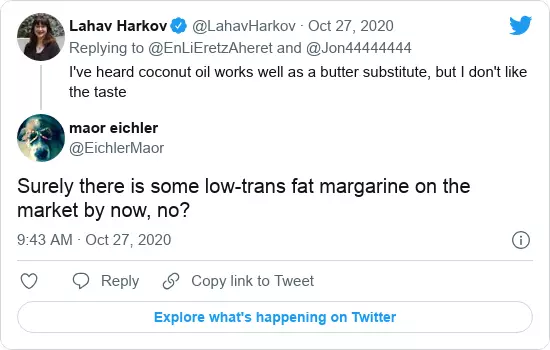 Lahav Harkov @LahavHarkov · Oct 27, 2020
Replying to @EnLiEretzAheret and @Jon44444444
I've heard coconut oil works well as a butter substitute, but I don't like
the taste
maor eichler
@EichlerMaor
Surely there is some low-trans fat margarine on the
market by now, no?
9:43 AM · Oct 27, 2020
Reply Copy link to Tweet
Explore what's happening on Twitter